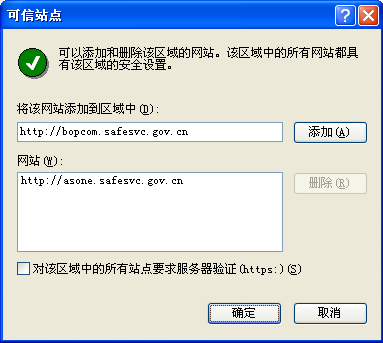 可信站点
可以添加和删除该区域的网站。该区域中的所有网站都具
有该区域的安全设置。
将该网站添加到区域中(D):
http://bopcom.safesvc.gov.cn
添加(A)
网站(W):
http://asone.safesvc.gov.cn
删除(R)
对该区域中的所有站点要求服务器验证(https:)(S)
确定
取消